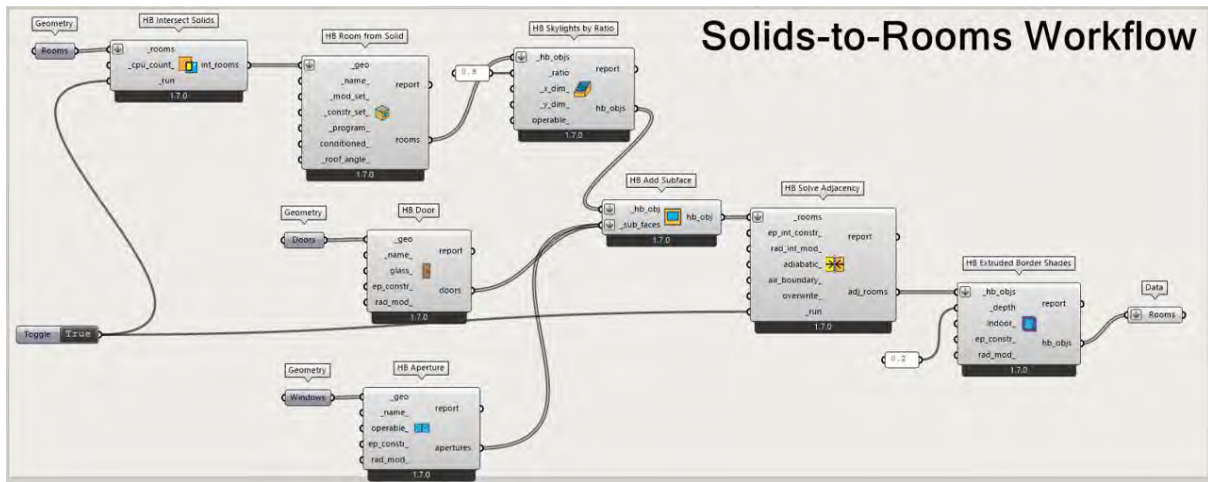 Solids-to-Rooms Workflow
Geometry
Rooms
HB Intersect Solids
_rooms
_cpu_count_
_run
int_rooms
1.7.0
HB Room from Solid
_geo
_name_
_mod_set_
_constr_set_
_program_
conditioned_
_roof_angle_
report
rooms
1.7.0
HB Skylights by Ratio
0.8
_hb_objs
_ratio
_x_dim_
_y_dim_
operable_
report
hb_objs
1.7.0
Geometry
Doors
HB Door
_geo
_name_
glass_
ep_constr_
rad_mod_
report
doors
1.7.0
HB Add Subface
_hb_obj
_sub_faces
hb_obj
1.7.0
HB Solve Adjacency
_rooms
ep_int_constr_
rad_int_mod_
adiabatic_
air_boundary_
overwrite_
_run
report
adj_rooms
1.7.0
HB Extruded Border Shades
_hb_objs
_depth
indoor_
ep_constr_
rad_mod_
report
hb_objs
1.7.0
0.2
Data
Rooms
Toggle True
Geometry
Windows
HB Aperture
_geo
_name_
operable_
ep_constr_
rad_mod_
report
apertures
1.7.0